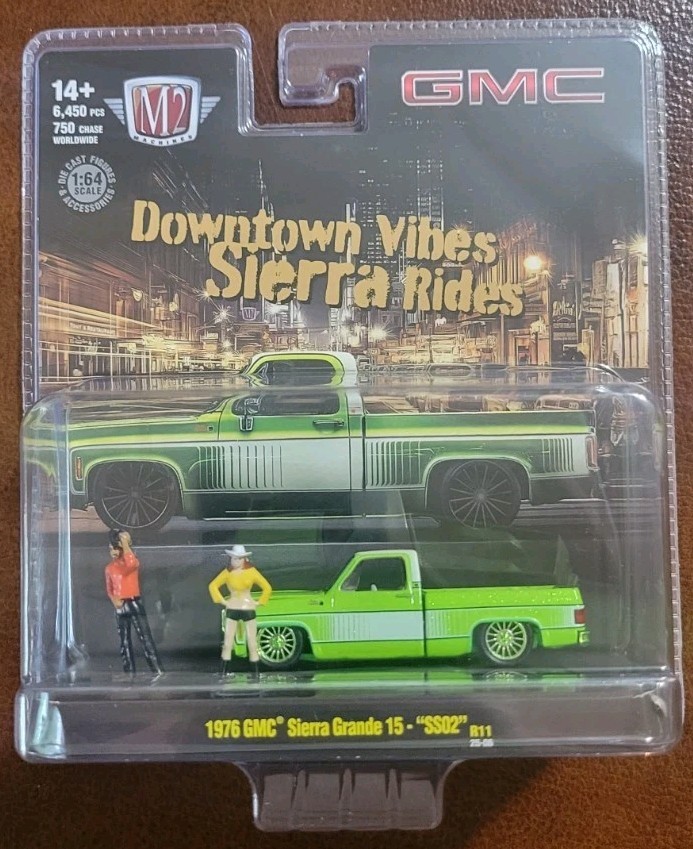 14+
6,450 PCS
750 CHASE
WORLDWIDE
M2
MACHINES
GMC
DIE CAST FIGURES & ACCESSORIES
1:64
SCALE
Downtown Vibes
Sierra Rides
1976 GMC® Sierra Grande 15 - "SS02" R11